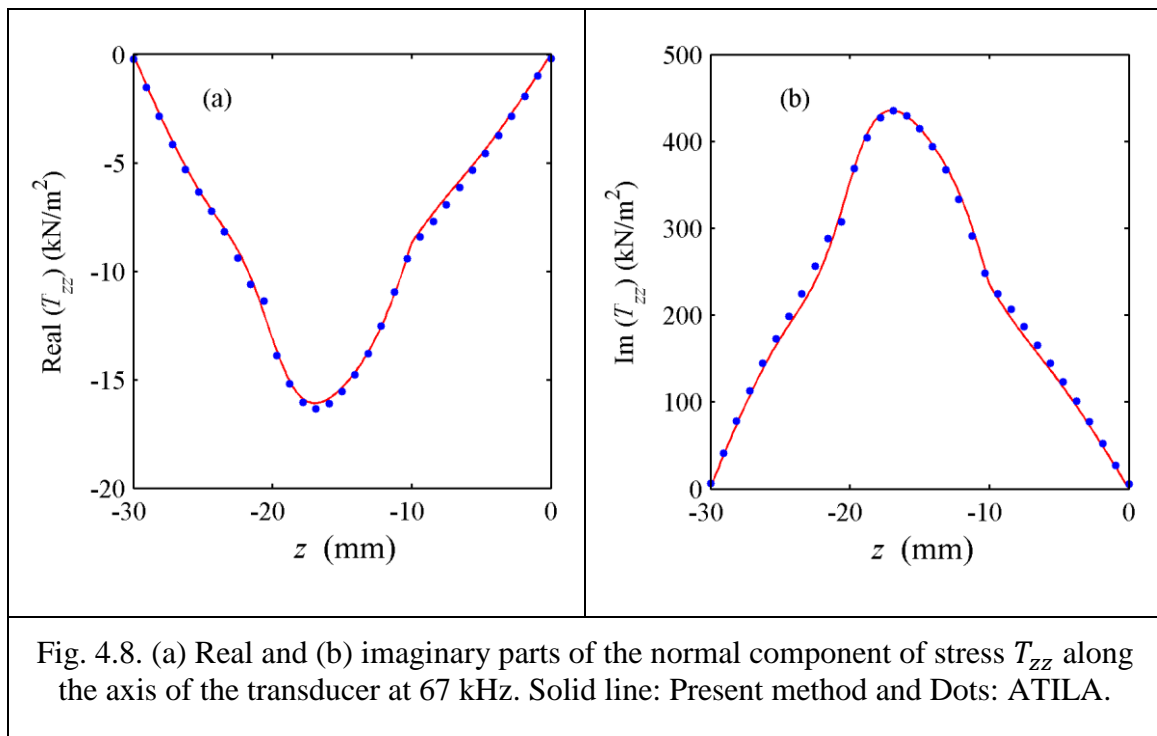 (a)
Real (T_zz) (kN/m²)
0
-5
-10
-15
-20
-30
-20
-10
0
z (mm)
(b)
Im (T_zz) (kN/m²)
500
400
300
200
100
0
-30
-20
-10
0
z (mm)
Fig. 4.8. (a) Real and (b) imaginary parts of the normal component of stress T_zz along
the axis of the transducer at 67 kHz. Solid line: Present method and Dots: ATILA.